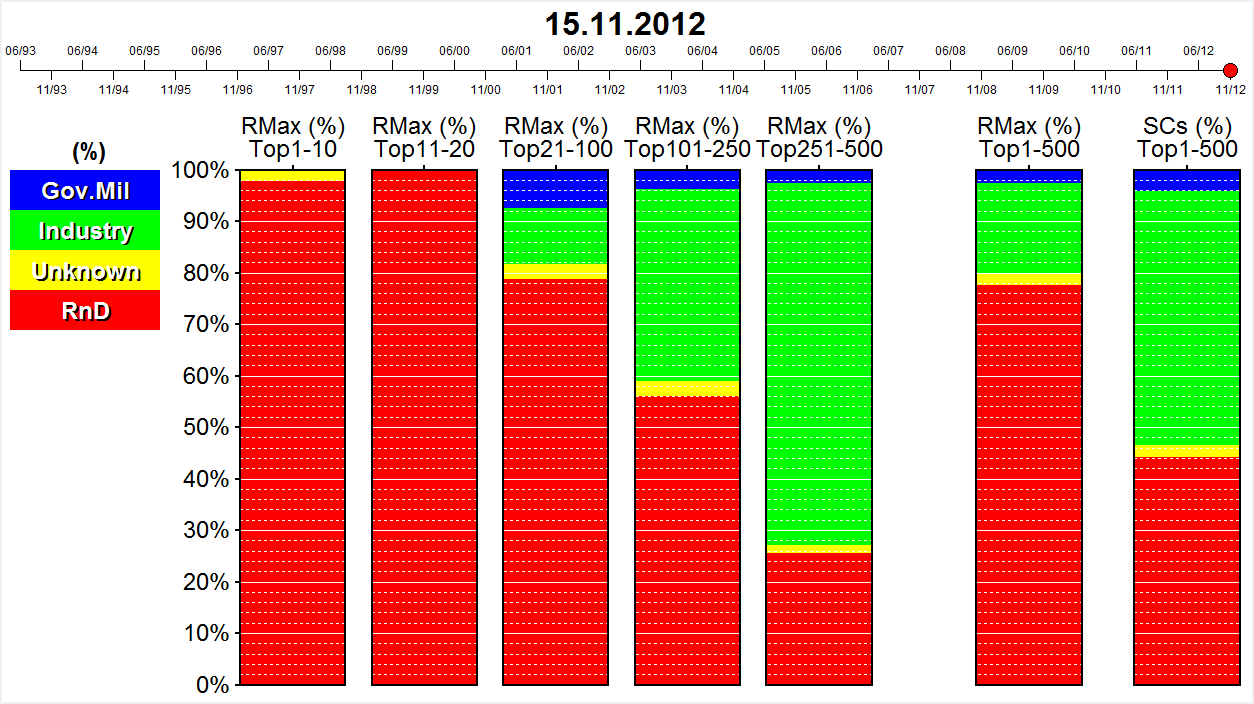 15.11.2012
06/93 06/94 06/95 06/96 06/97 06/98 06/99 06/00 06/01 06/02 06/03 06/04 06/05 06/06 06/07 06/08 06/09 06/10 06/11 06/12
11/93 11/94 11/95 11/96 11/97 11/98 11/99 11/00 11/01 11/02 11/03 11/04 11/05 11/06 11/07 11/08 11/09 11/10 11/11 11/12
RMax (%) RMax (%) RMax (%) RMax (%) RMax (%) RMax (%) SCs (%)
Top1-10 Top11-20 Top21-100 Top101-250 Top251-500 Top1-500 Top1-500
(%)
Gov.Mil
Industry
Unknown
RnD
100%
90%
80%
70%
60%
50%
40%
30%
20%
10%
0%